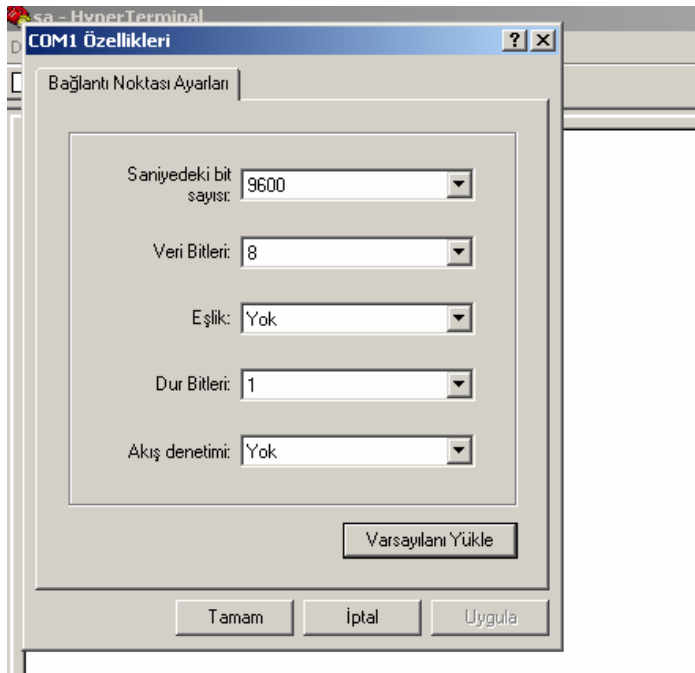 sa - HyperTerminal
COM1 Özellikleri
Bağlantı Noktası Ayarları
Saniyedeki bit
sayısı:
9600
Veri Bitleri:
8
Eşlik:
Yok
Dur Bitleri:
1
Akış denetimi:
Yok
Varsayılanı Yükle
Tamam
İptal
Uygula